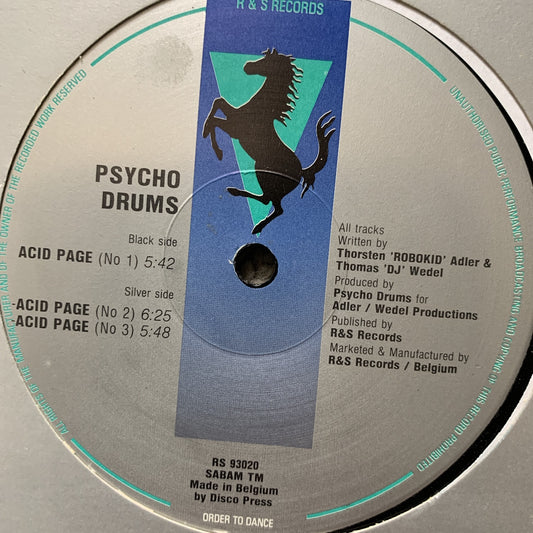 R & S RECORDS
PSYCHO
DRUMS
Black side
ACID PAGE (No 1) 5:42
Silver side
-ACID PAGE (No 2) 6:25
-ACID PAGE (No 3) 5:48
All tracks
Written by
Thorsten 'ROBOKID' Adler &
Thomas 'DJ' Wedel
Produced by
Psycho Drums for
Adler / Wedel Productions
Published by
R&S Records
Marketed & Manufactured by
R&S Records / Belgium
RS 93020
SABAM TM
Made in Belgium
by Disco Press
ORDER TO DANCE
ALL RIGHTS OF THE MANUFACTURER AND OF THE OWNER OF THE RECORDED WORK RESERVED
UNAUTHORISED PUBLIC PERFORMANCE BROADCASTING AND COPYING OF THIS RECORD PROHIBITED